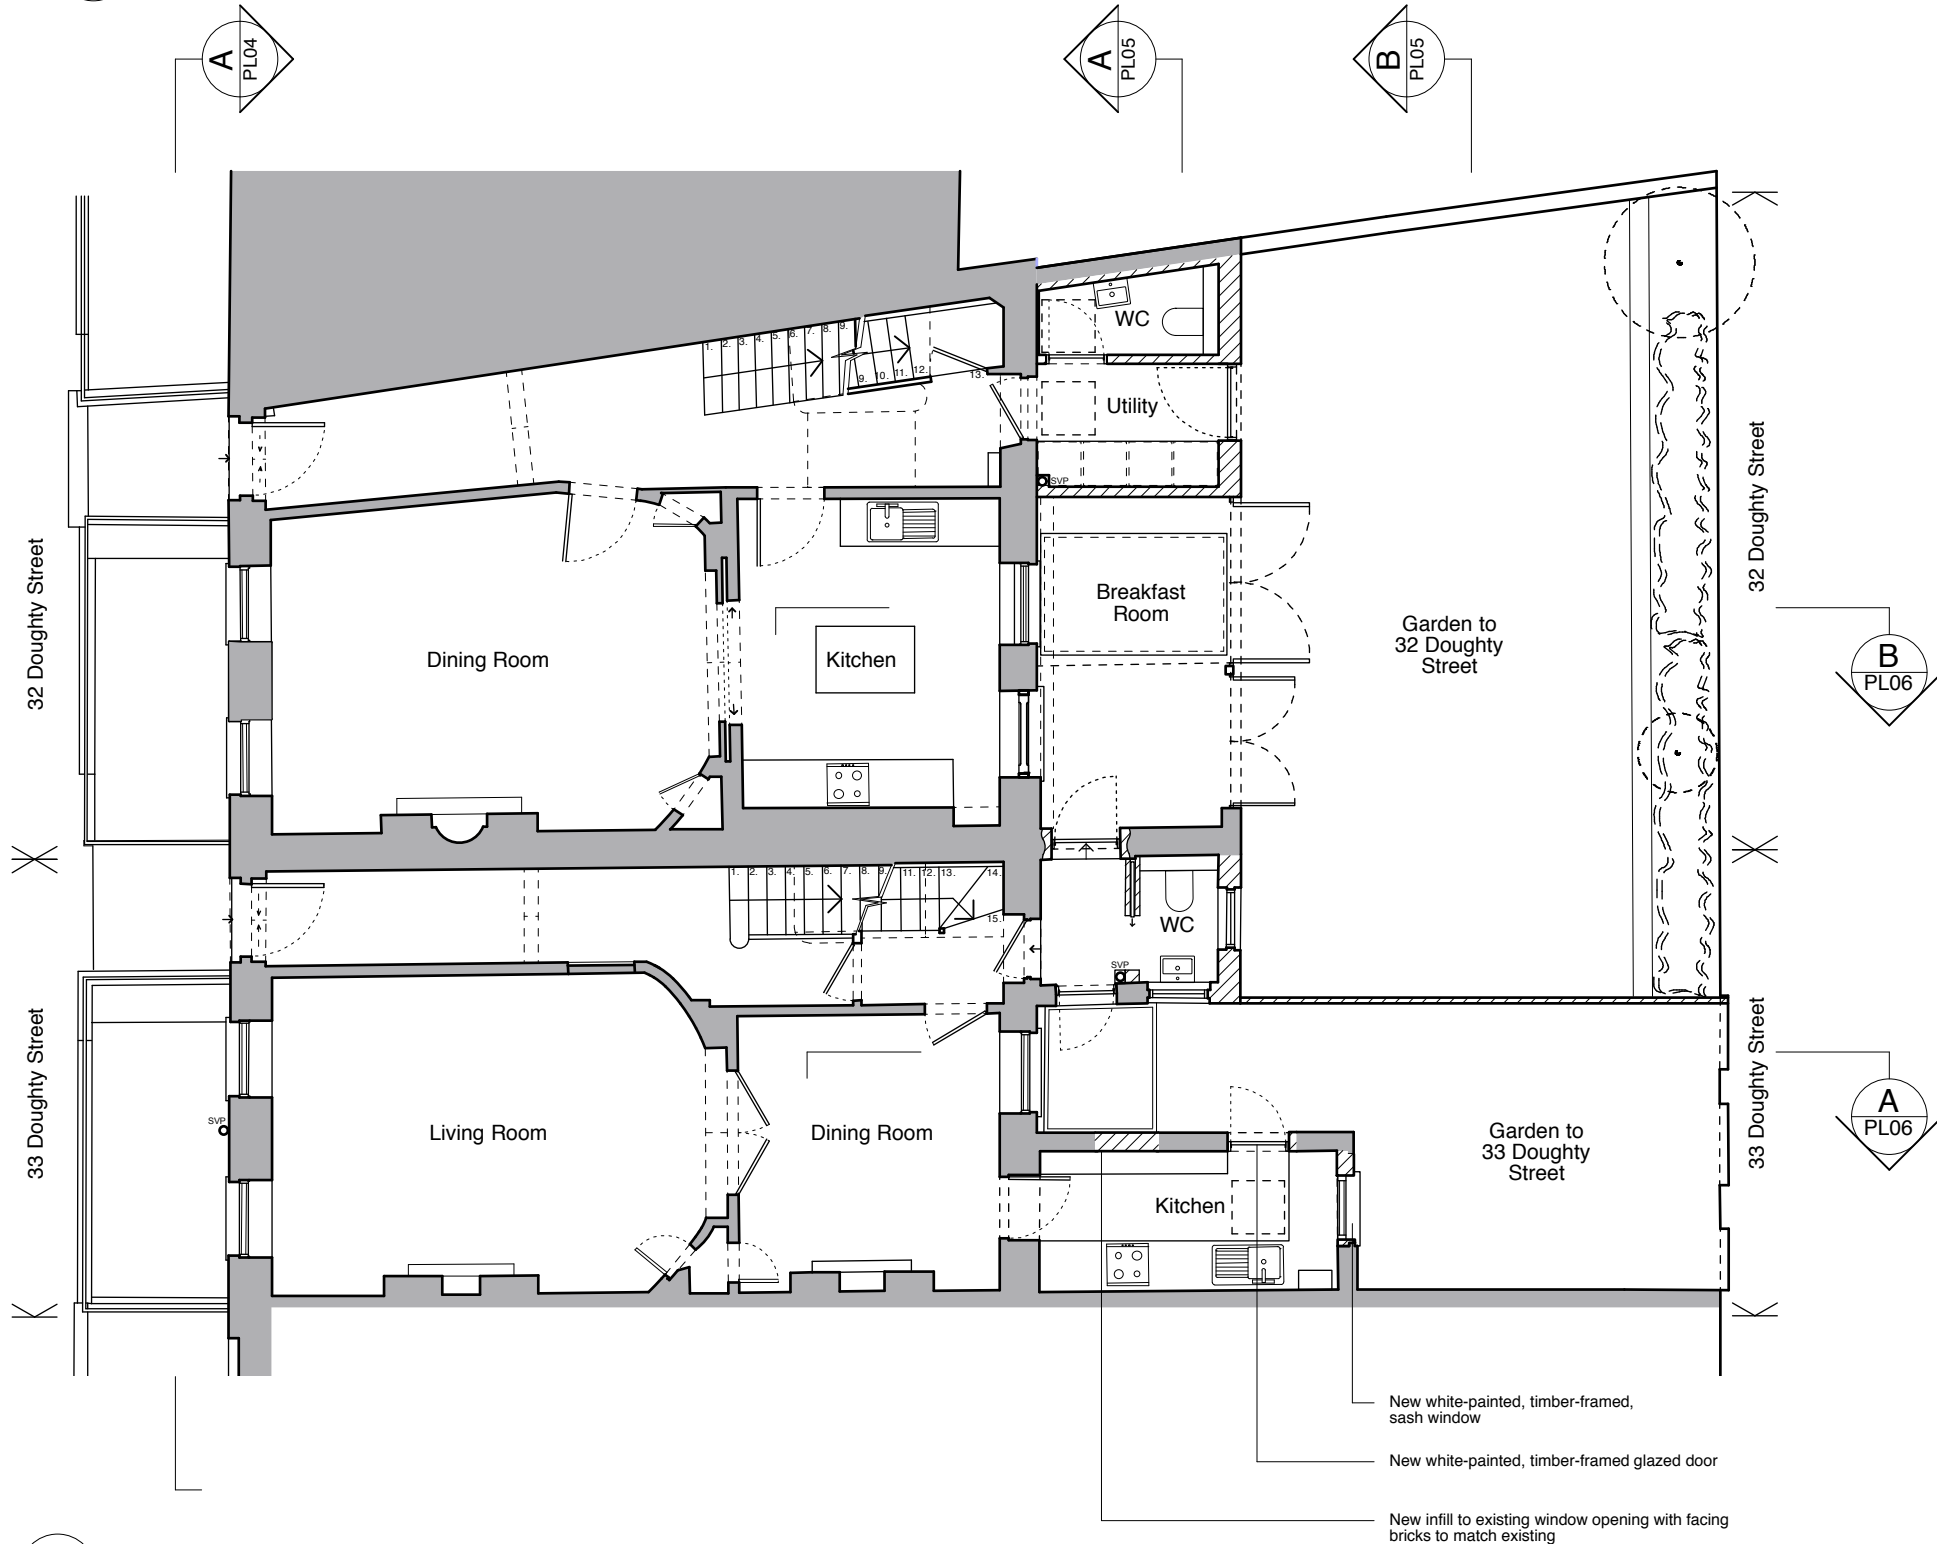 A
PL04
A
PL05
B
PL05
1. 2. 3. 4. 5. 6. 7. 8. 9.
9. 10. 11. 12. 13.
WC
Utility
SVP
32 Doughty Street
Dining Room
Kitchen
Breakfast
Room
Garden to
32 Doughty
Street
32 Doughty Street
B
PL06
1. 2. 3. 4. 5. 6. 7. 8. 9. 11. 12. 13. 14.
15.
WC
SVP
33 Doughty Street
SVP
Living Room
Dining Room
Kitchen
Garden to
33 Doughty
Street
33 Doughty Street
A
PL06
New white-painted, timber-framed,
sash window
New white-painted, timber-framed glazed door
New infill to existing window opening with facing
bricks to match existing